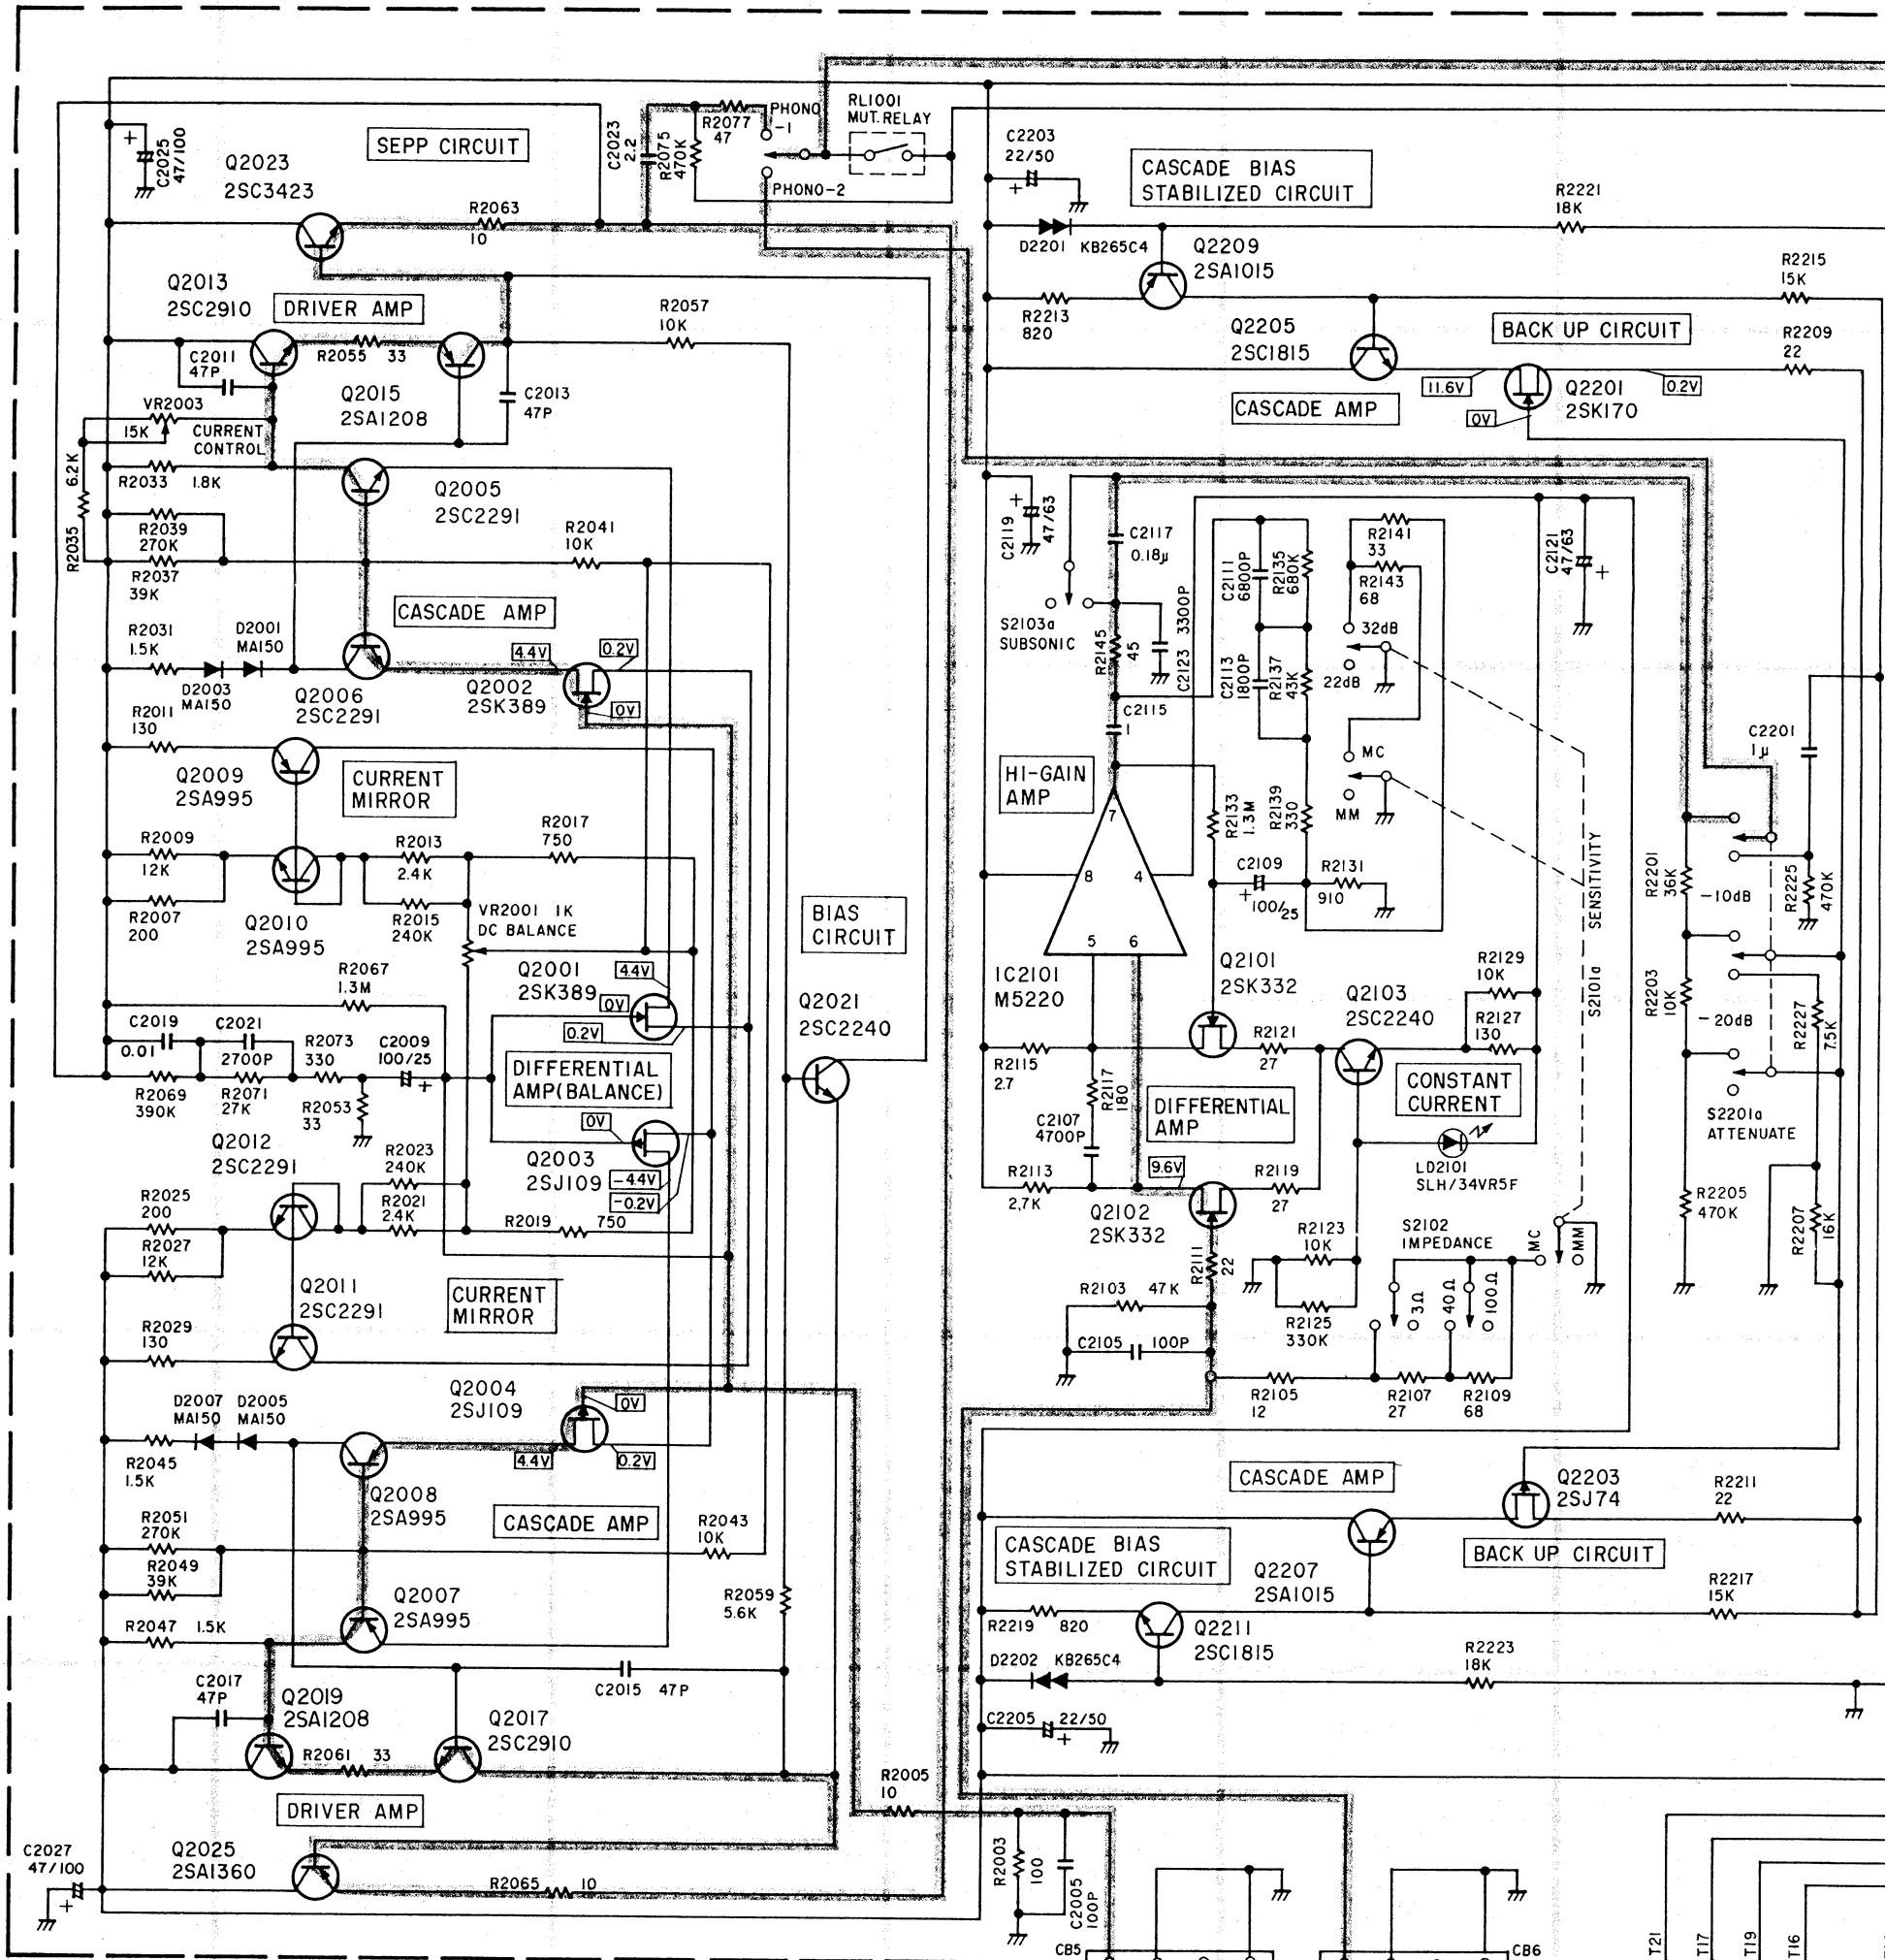 SEPP CIRCUIT
+
C2025
47/100
Q2023
2SC3423
R2063
10
C2023
2.2
R2075
470K
R2077
47
PHONO
-1
PHONO-2
RL1001
MUT.RELAY
C2203
22/50
+
CASCADE BIAS
STABILIZED CIRCUIT
R2221
18K
D2201
KB265C4
Q2209
2SA1015
R2213
820
R2215
15K
Q2205
2SC1815
BACK UP CIRCUIT
R2209
22
11.6V
0.2V
Q2201
2SK170
0V
CASCADE AMP
Q2013
2SC2910
DRIVER AMP
R2057
10K
C2011
47P
R2055
33
Q2015
2SA1208
C2013
47P
VR2003
15K
CURRENT
CONTROL
R2035
6.2K
R2033
1.8K
Q2005
2SC2291
R2039
270K
R2037
39K
R2041
10K
CASCADE AMP
R2031
1.5K
D2001
MA150
D2003
MA150
Q2006
2SC2291
4.4V
0.2V
Q2002
2SK389
0V
C2119
47/63
+
C2117
0.18µ
S2103a
SUBSONIC
R2145
45
C2123
3300P
C2111
6800P
R2135
680K
C2113
1800P
R2137
43K
R2141
33
R2143
68
32dB
22dB
C2121
47/63
+
C2115
1
MC
MM
HI-GAIN
AMP
7
8
4
5
6
IC2101
M5220
R2133
1.3M
R2139
330
C2109
+100/25
R2131
910
SENSITIVITY
S2101a
C2201
1µ
R2201
36K
-10dB
R2225
470K
R2203
10K
-20dB
R2227
7.5K
S2201a
ATTENUATE
R2205
470K
R2207
16K
R2011
130
Q2009
2SA995
CURRENT
MIRROR
R2009
12K
R2007
200
Q2010
2SA995
R2013
2.4K
R2015
240K
R2017
750
VR2001 1K
DC BALANCE
BIAS
CIRCUIT
R2067
1.3M
Q2001
2SK389
4.4V
0V
0.2V
Q2021
2SC2240
C2019
0.01
C2021
2700P
R2073
330
C2009
100/25
+
R2069
390K
R2071
27K
R2053
33
DIFFERENTIAL
AMP(BALANCE)
0V
Q2003
2SJ109
-4.4V
-0.2V
Q2012
2SC2291
R2023
240K
R2021
2.4K
R2019
750
R2025
200
R2027
12K
Q2011
2SC2291
CURRENT
MIRROR
R2029
130
Q2101
2SK332
R2129
10K
Q2103
2SC2240
R2127
130
R2115
2.7
R2121
27
R2117
180
C2107
4700P
DIFFERENTIAL
AMP
CONSTANT
CURRENT
9.6V
LD2101
SLH/34VR5F
R2113
2,7K
R2119
27
Q2102
2SK332
R2111
22
R2123
10K
R2125
330K
S2102
IMPEDANCE
MC
MM
3Ω
40Ω
100Ω
R2103
47K
C2105
100P
R2105
12
R2107
27
R2109
68
D2007
MA150
D2005
MA150
Q2004
2SJ109
0V
4.4V
0.2V
R2045
1.5K
Q2008
2SA995
CASCADE AMP
R2051
270K
R2049
39K
R2043
10K
Q2007
2SA995
R2047
1.5K
R2059
5.6K
C2017
47P
C2015
47P
Q2019
2SA1208
Q2017
2SC2910
R2061
33
DRIVER AMP
R2005
10
C2027
47/100
+
Q2025
2SA1360
R2065
10
R2003
100
C2005
100P
CASCADE AMP
Q2203
2SJ74
R2211
22
CASCADE BIAS
STABILIZED CIRCUIT
BACK UP CIRCUIT
Q2207
2SA1015
R2217
15K
R2219
820
Q2211
2SC1815
R2223
18K
D2202
KB265C4
C2205
22/50
+
CB5
CB6
T21
T17
T19
T16